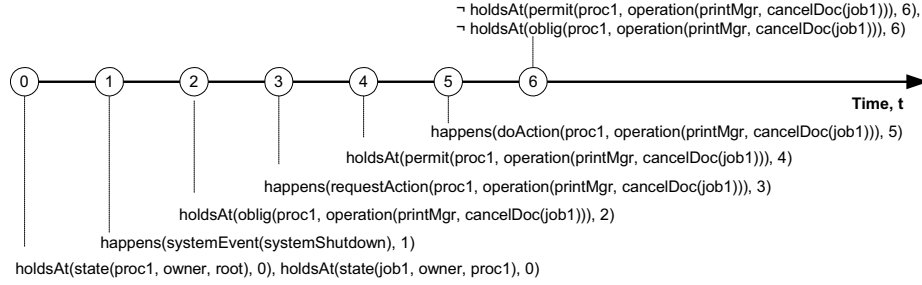 ¬ holdsAt(permit(proc1, operation(printMgr, cancelDoc(job1))), 6),
¬ holdsAt(oblig(proc1, operation(printMgr, cancelDoc(job1))), 6)
0 1 2 3 4 5 6
Time, t
happens(doAction(proc1, operation(printMgr, cancelDoc(job1))), 5)
holdsAt(permit(proc1, operation(printMgr, cancelDoc(job1))), 4)
happens(requestAction(proc1, operation(printMgr, cancelDoc(job1))), 3)
holdsAt(oblig(proc1, operation(printMgr, cancelDoc(job1))), 2)
happens(systemEvent(systemShutdown), 1)
holdsAt(state(proc1, owner, root), 0), holdsAt(state(job1, owner, proc1), 0)